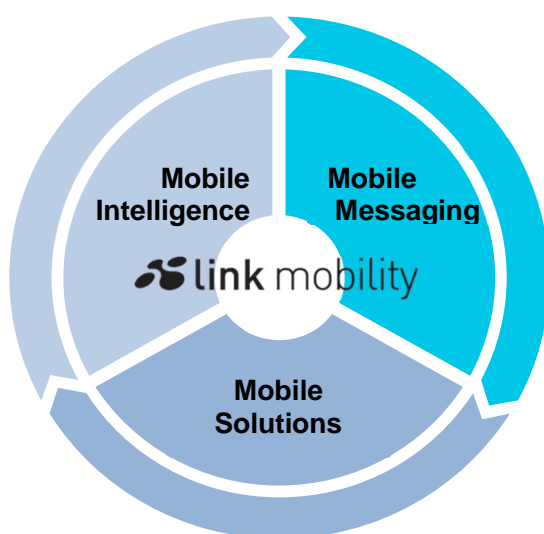 Mobile
Intelligence
Mobile
Messaging
link mobility
Mobile
Solutions